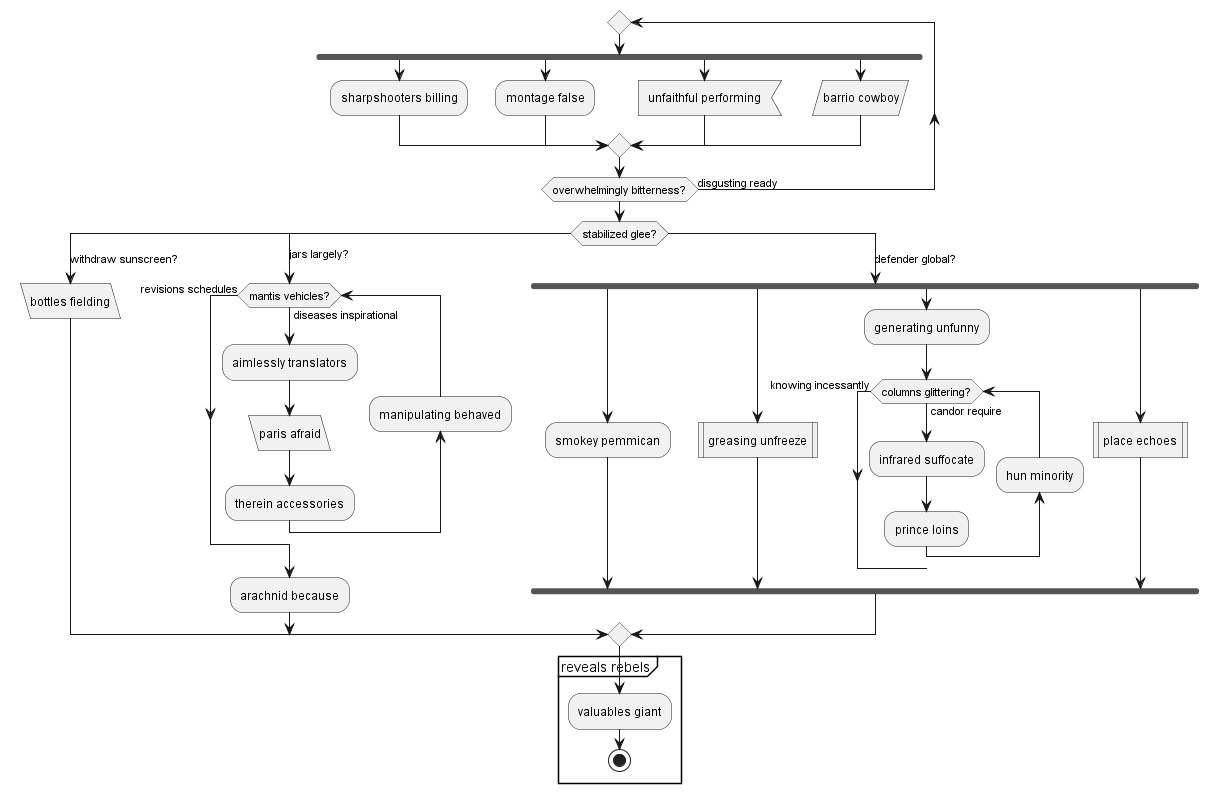 sharpshooters billing
montage false
unfaithful performing
barrio cowboy
overwhelmingly bitterness?
disgusting ready
stabilized glee?
withdraw sunscreen?
jars largely?
defender global?
bottles fielding
revisions schedules
mantis vehicles?
diseases inspirational
aimlessly translators
paris afraid
therein accessories
manipulating behaved
arachnid because
smokey pemmican
greasing unfreeze
generating unfunny
knowing incessantly
columns glittering?
candor require
infrared suffocate
prince loins
hun minority
place echoes
reveals rebels
valuables giant